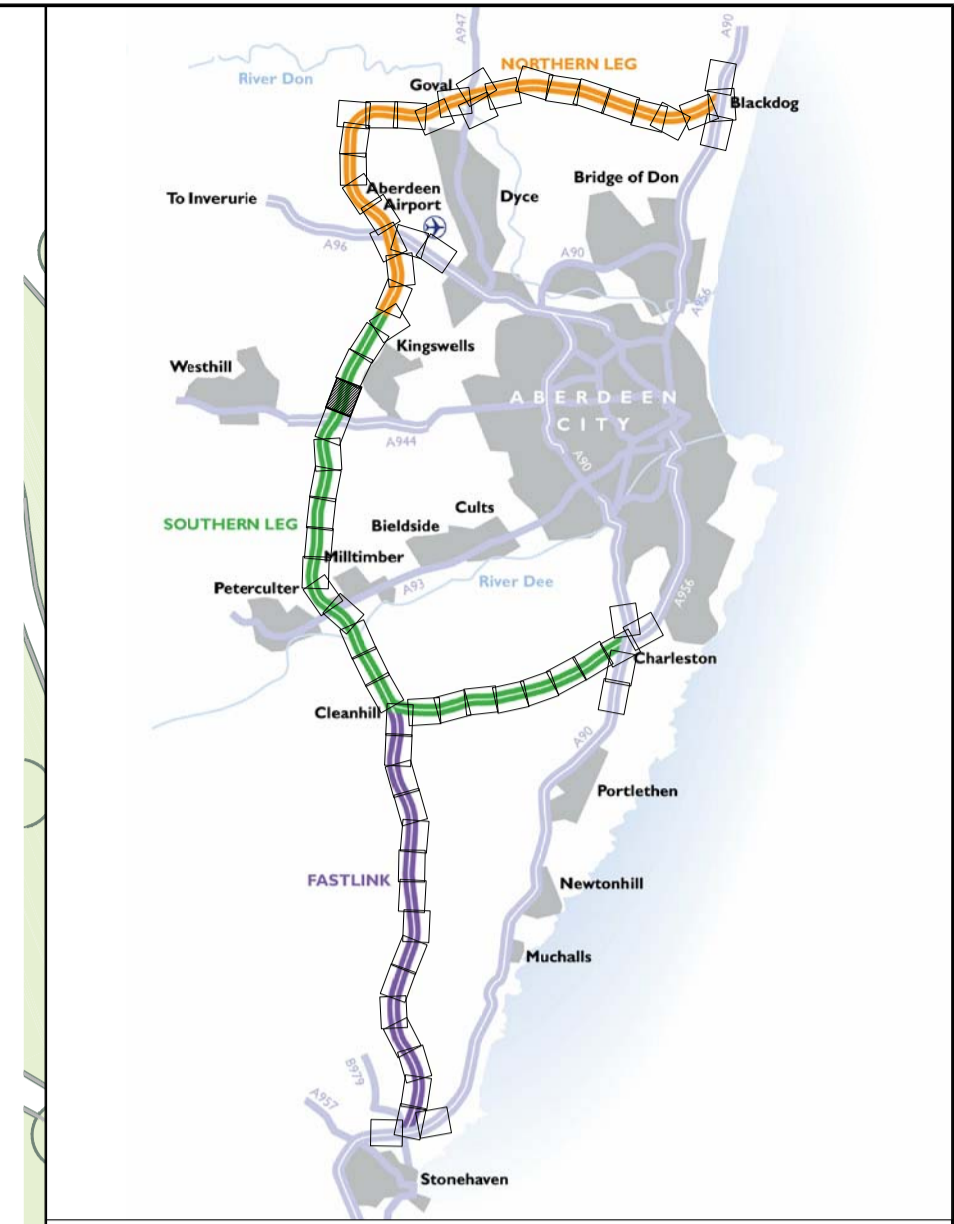 A947
A90
NORTHERN LEG
River Don
Goval
Blackdog
Bridge of Don
Aberdeen
Airport
To Inverurie
Dyce
A96
A90
A956
Kingswells
Westhill
ABERDEEN
CITY
A944
A90
Cults
SOUTHERN LEG
Bieldside
Milltimber
River Dee
Peterculter
A93
A956
Charleston
Cleanhill
A90
Portlethen
FASTLINK
Newtonhill
Muchalls
B979
A957
Stonehaven